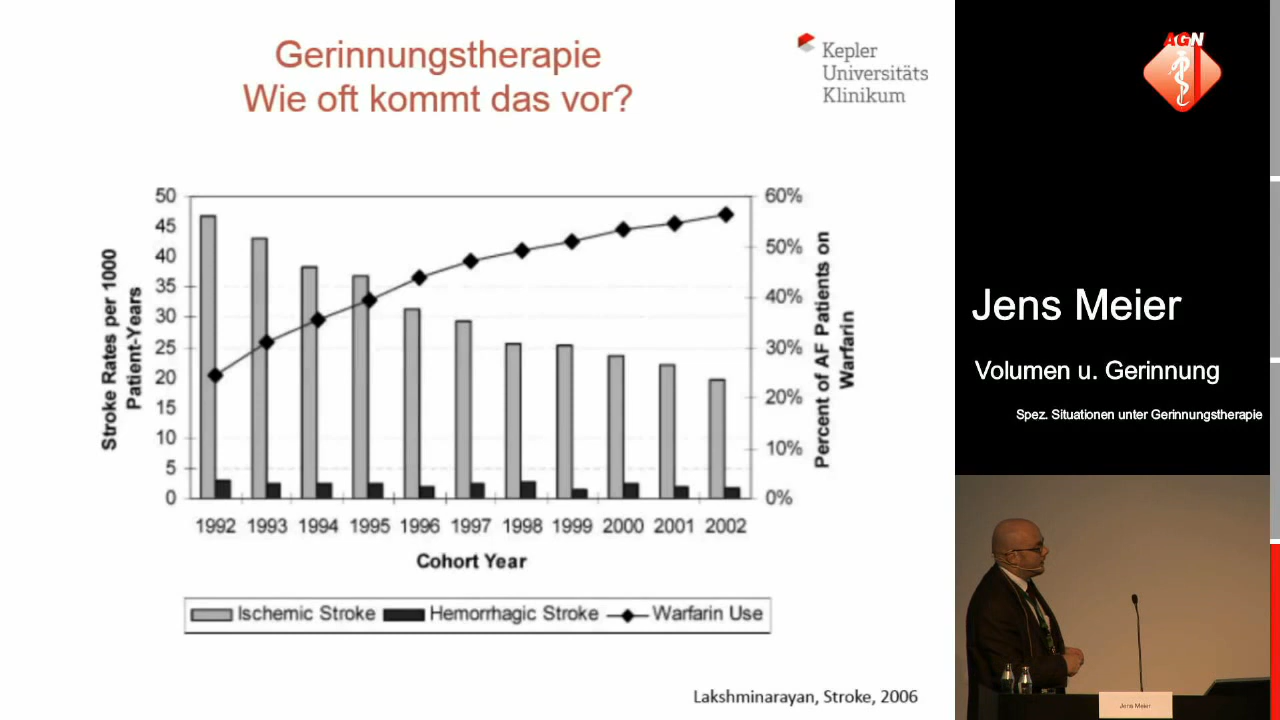 Gerinnungstherapie
Wie oft kommt das vor?
Kepler
Universitäts
Klinikum
AGN
50
45
40
35
30
25
20
15
10
5
0
Stroke Rates per 1000
Patient-Years
60%
50%
40%
30%
20%
10%
0%
Percent of AF Patients on
Warfarin
1992 1993 1994 1995 1996 1997 1998 1999 2000 2001 2002
Cohort Year
Ischemic Stroke Hemorrhagic Stroke Warfarin Use
Lakshminarayan, Stroke, 2006
Jens Meier
Volumen u. Gerinnung
Spez. Situationen unter Gerinnungstherapie
Jens Meier